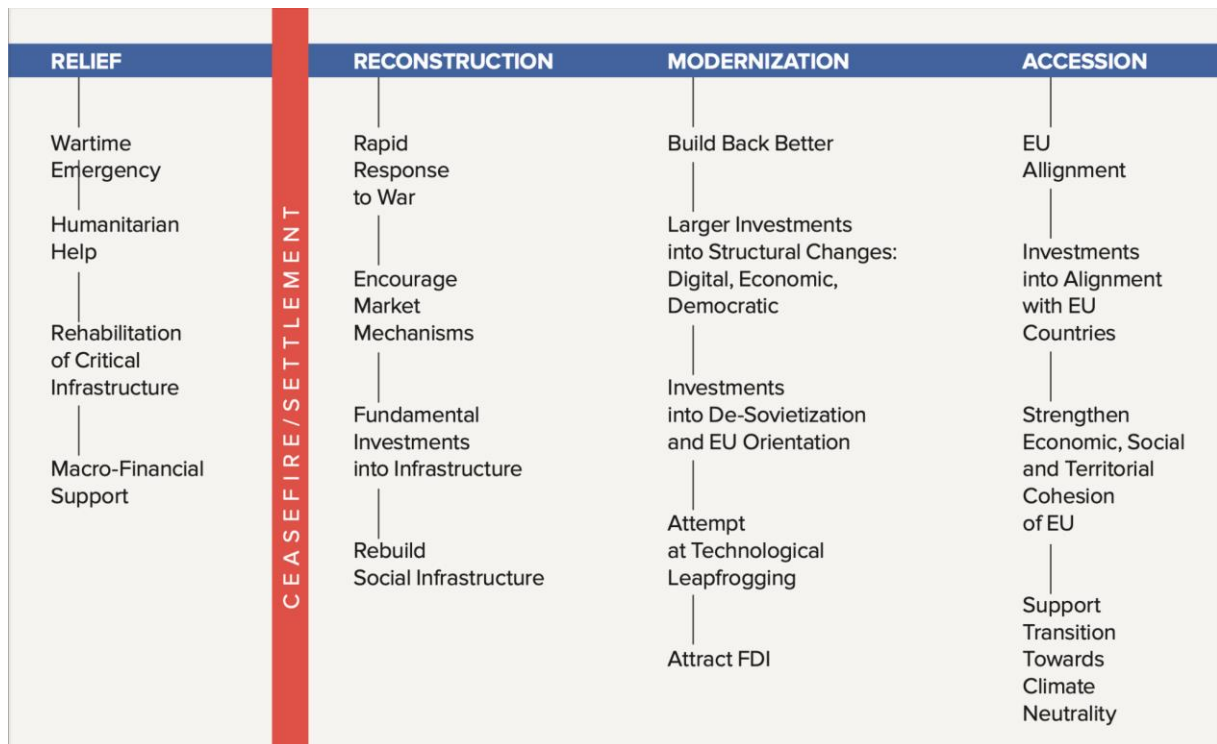 RELIEF
Wartime
Emergency
Humanitarian
Help
Rehabilitation
of Critical
Infrastructure
Macro-Financial
Support
CEASEFIRE/SETTLEMENT
RECONSTRUCTION
Rapid
Response
to War
Encourage
Market
Mechanisms
Fundamental
Investments
into Infrastructure
Rebuild
Social Infrastructure
MODERNIZATION
Build Back Better
Larger Investments
into Structural Changes:
Digital, Economic,
Democratic
Investments
into De-Sovietization
and EU Orientation
Attempt
at Technological
Leapfrogging
Attract FDI
ACCESSION
EU
Allignment
Investments
into Alignment
with EU
Countries
Strengthen
Economic, Social
and Territorial
Cohesion
of EU
Support
Transition
Towards
Climate
Neutrality